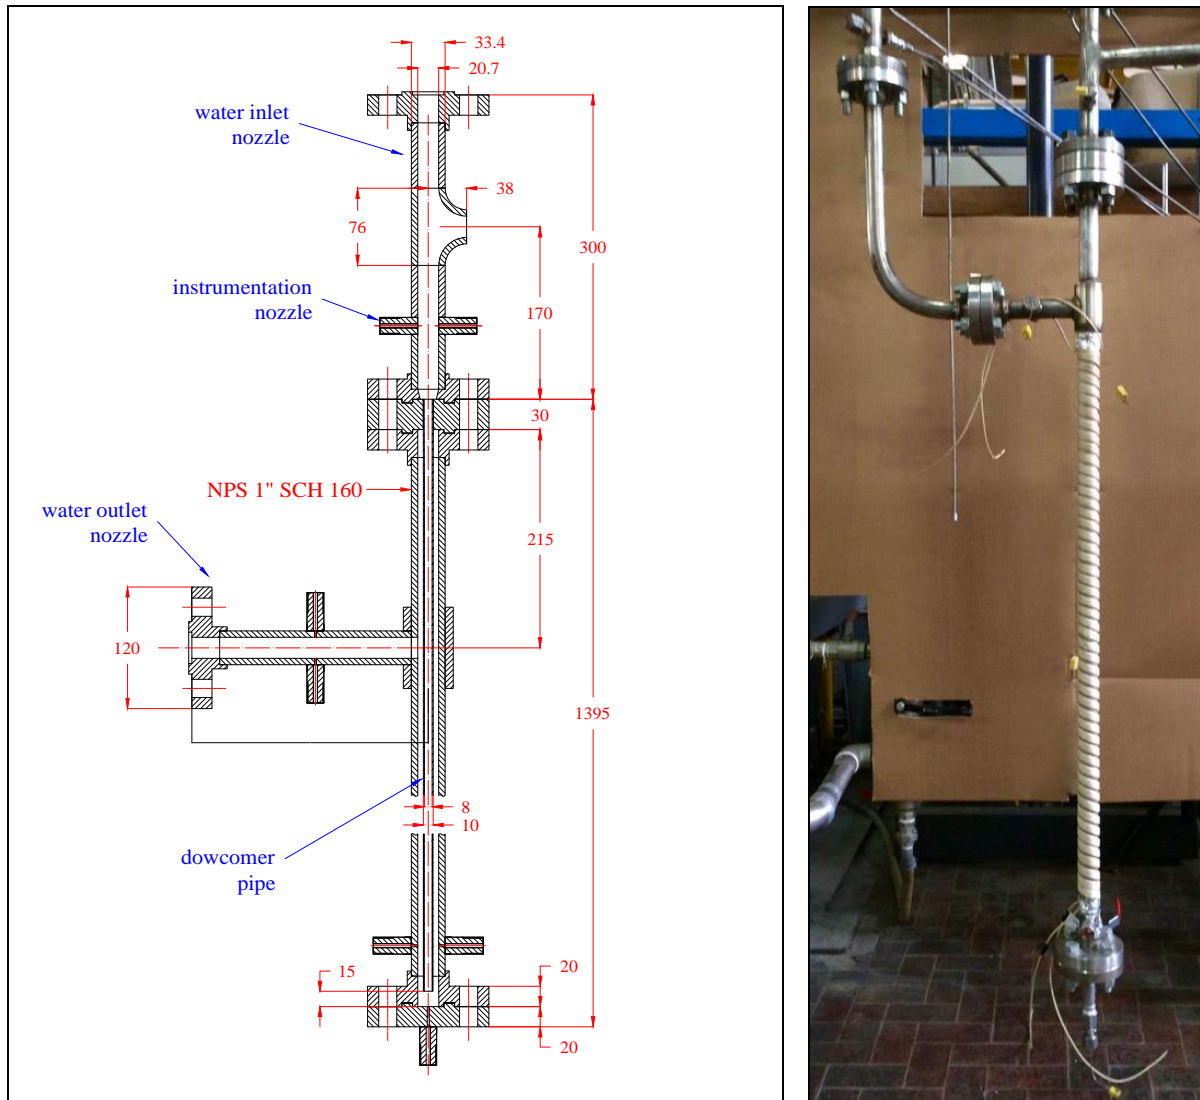 33.4
20.7
water inlet
nozzle
38
76
300
instrumentation
nozzle
170
30
NPS 1" SCH 160
water outlet
nozzle
215
120
1395
8
10
dowcomer
pipe
15
20
20